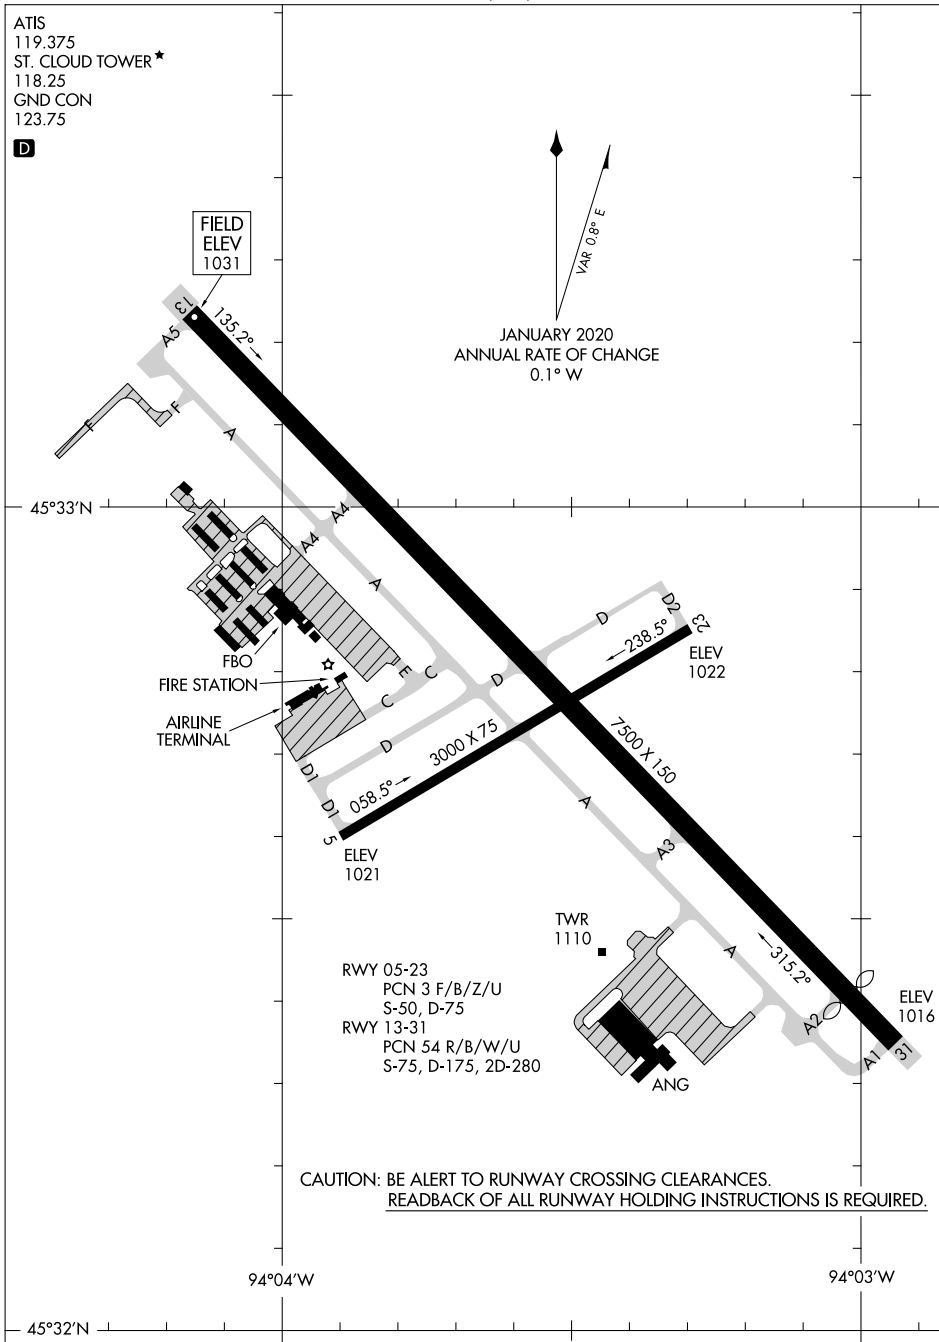 ATIS
119.375
ST. CLOUD TOWER ★
118.25
GND CON
123.75
D
FIELD
ELEV
1031
VAR 0.8° E
JANUARY 2020
ANNUAL RATE OF CHANGE
0.1° W
13
135.2°
A5
F
F
A
45°33'N
A4
A4
A
D
D2
23
238.5°
ELEV
1022
FBO
FIRE STATION
AIRLINE
TERMINAL
E
C
C
D
D
3000 X 75
7500 X 150
D1
D1
058.5°
5
ELEV
1021
A
A3
TWR
1110
A
315.2°
RWY 05-23
PCN 3 F/B/Z/U
S-50, D-75
RWY 13-31
PCN 54 R/B/W/U
S-75, D-175, 2D-280
A2
A1
31
ELEV
1016
ANG
CAUTION: BE ALERT TO RUNWAY CROSSING CLEARANCES.
READBACK OF ALL RUNWAY HOLDING INSTRUCTIONS IS REQUIRED.
94°04'W
94°03'W
45°32'N